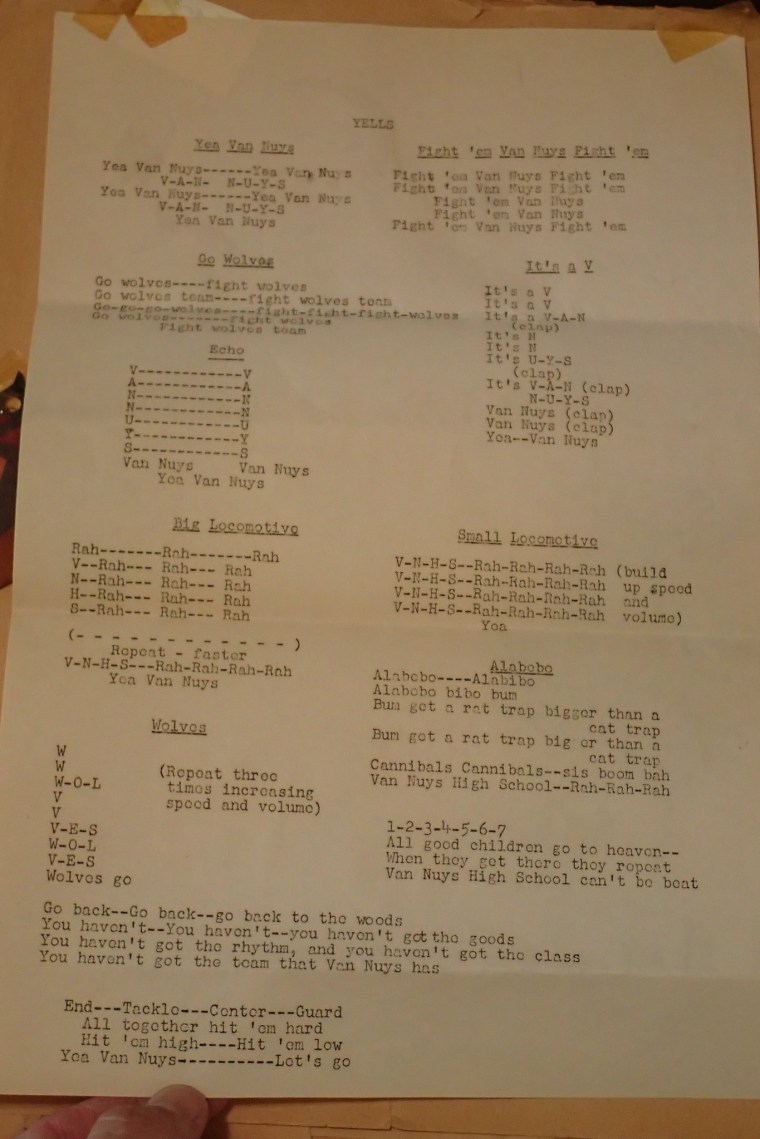 YELLS
Yea Van Nuys
Yea Van Nuys------Yea Van Nuys
V-A-N- N-U-Y-S
Yea Van Nuys------Yea Van Nuys
V-A-N- N-U-Y-S
Yea Van Nuys
Fight 'em Van Nuys Fight 'em
Fight 'em Van Nuys Fight 'em
Fight 'em Van Nuys Fight 'em
Fight 'em Van Nuys
Fight 'em Van Nuys
Fight 'em Van Nuys Fight 'em
Go Wolves
Go wolves----fight wolves
Go wolves team----fight wolves team
Go-go-go-wolves----fight-fight-fight-wolves
Go wolves-------fight wolves
Fight wolves team
It's a V
It's a V
It's a V
It's a V-A-N
(clap)
It's N
It's N
It's U-Y-S
(clap)
It's V-A-N (clap)
N-U-Y-S
Van Nuys (clap)
Van Nuys (clap)
Yea--Van Nuys
Echo
V------------V
A------------A
N------------N
N------------N
U------------U
Y------------Y
S------------S
Van Nuys Van Nuys
Yea Van Nuys
Big Locomotive
Rah-------Rah-------Rah
V--Rah--- Rah--- Rah
N--Rah--- Rah--- Rah
H--Rah--- Rah--- Rah
S--Rah--- Rah--- Rah
(- - - - - - - - - - - - )
Repeat - faster
V-N-H-S---Rah-Rah-Rah-Rah
Yea Van Nuys
Small Locomotive
V-N-H-S--Rah-Rah-Rah-Rah (build
V-N-H-S--Rah-Rah-Rah-Rah up speed
V-N-H-S--Rah-Rah-Rah-Rah and
V-N-H-S--Rah-Rah-Rah-Rah volume)
Yea
Alabebo
Alabebo----Alabibo
Alabebo bibo bum
Bum get a rat trap bigger than a
cat trap
Bum get a rat trap big er than a
cat trap
Cannibals Cannibals--sis boom bah
Van Nuys High School--Rah-Rah-Rah
Wolves
W
W
W-O-L
V
V
V-E-S
W-O-L
V-E-S
Wolves go
(Repeat three
times increasing
speed and volume)
1-2-3-4-5-6-7
All good children go to heaven--
When they get there they repeat
Van Nuys High School can't be beat
Go back--Go back--go back to the woods
You haven't--You haven't--you haven't got the goods
You haven't got the rhythm, and you haven't got the class
You haven't got the team that Van Nuys has
End---Tackle---Center---Guard
All together hit 'em hard
Hit 'em high----Hit 'em low
Yea Van Nuys----------Let's go